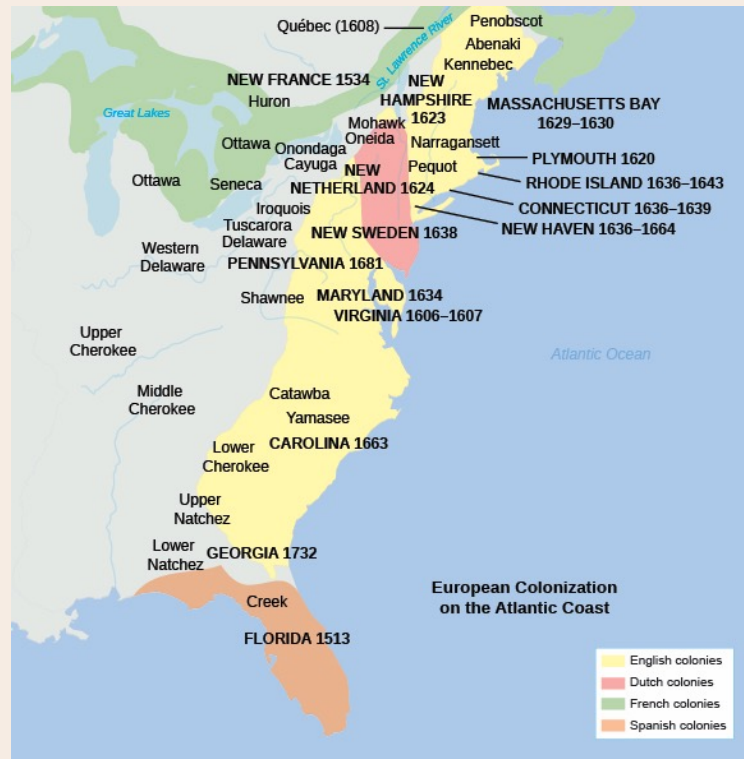 Québec (1608)
St. Lawrence River
Penobscot
Abenaki
Kennebec
NEW FRANCE 1534
Huron
Great Lakes
NEW
HAMPSHIRE
1623
MASSACHUSETTS BAY
1629–1630
Mohawk
Oneida
Ottawa
Onondaga
Cayuga
Narragansett
PLYMOUTH 1620
Pequot
Ottawa
Seneca
NEW
NETHERLAND 1624
RHODE ISLAND 1636–1643
Iroquois
CONNECTICUT 1636–1639
Tuscarora
Delaware
NEW SWEDEN 1638
NEW HAVEN 1636–1664
Western
Delaware
PENNSYLVANIA 1681
Shawnee
MARYLAND 1634
VIRGINIA 1606–1607
Upper
Cherokee
Atlantic Ocean
Middle
Cherokee
Catawba
Yamasee
Lower
Cherokee
CAROLINA 1663
Upper
Natchez
Lower
Natchez
GEORGIA 1732
Creek
FLORIDA 1513
European Colonization
on the Atlantic Coast
English colonies
Dutch colonies
French colonies
Spanish colonies